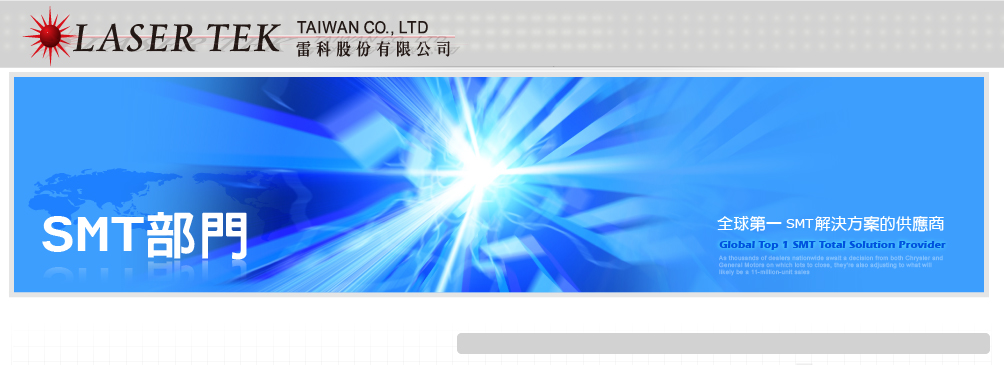 LASER TEK
TAIWAN CO., LTD
雷科股份有限公司
SMT部門
全球第一 SMT解決方案的供應商
Global Top 1 SMT Total Solution Provider
As thousands of dealers nationwide await a decision from both Chrysler and
General Motors on which lots to close, they're also adjusting to what will
likely be a 11-million-unit sales